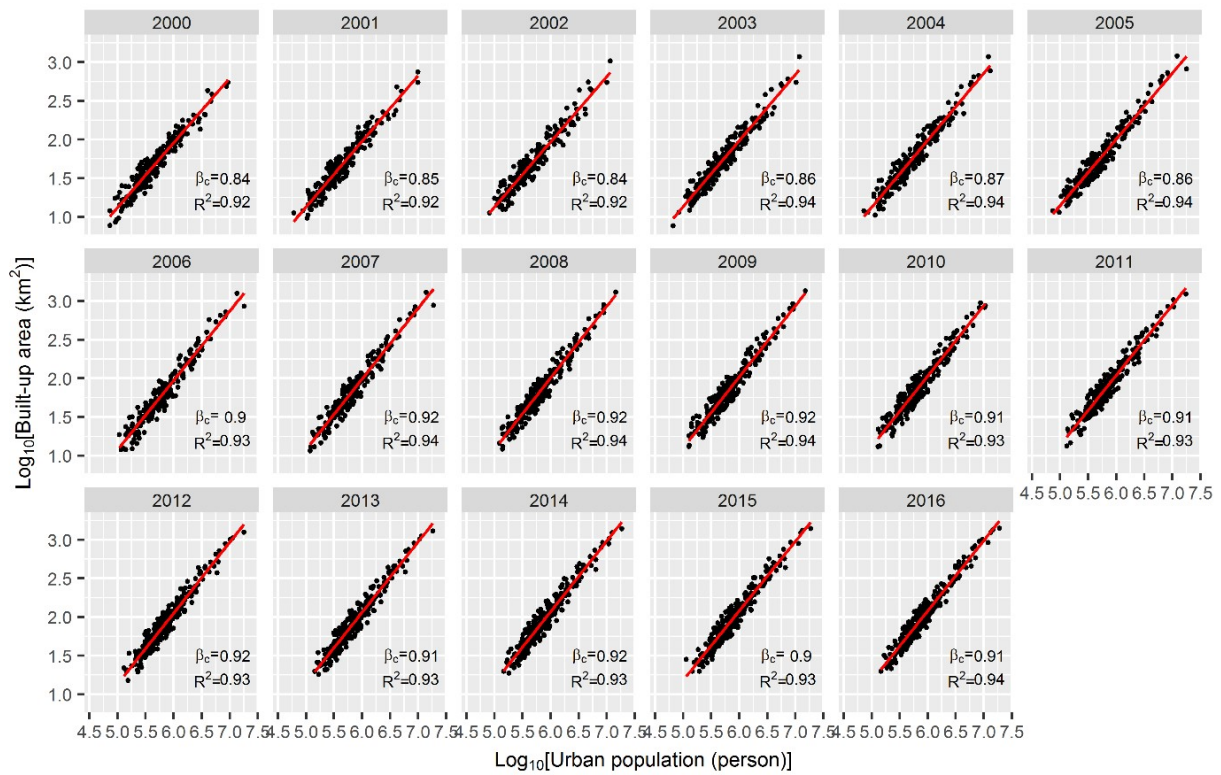 2000 2001 2002 2003 2004 2005
3.0
2.5
2.0
1.5
1.0
βc=0.84 βc=0.85 βc=0.84 βc=0.86 βc=0.87 βc=0.86
R²=0.92 R²=0.92 R²=0.92 R²=0.94 R²=0.94 R²=0.94
2006 2007 2008 2009 2010 2011
Log₁₀[Built-up area (km²)]
3.0
2.0
1.5
1.0
βc= 0.9 βc=0.92 βc=0.92 βc=0.92 βc=0.91 βc=0.91
R²=0.93 R²=0.94 R²=0.94 R²=0.94 R²=0.93 R²=0.93
4.5 5.0 5.5 6.0 6.5 7.0 7.5
2012 2013 2014 2015 2016
3.0
2.5
2.0
1.5
1.0
βc=0.92 βc=0.91 βc=0.92 βc= 0.9 βc=0.91
R²=0.93 R²=0.93 R²=0.93 R²=0.93 R²=0.94
4.5 5.0 5.5 6.0 6.5 7.0 7.5 4.5 5.0 5.5 6.0 6.5 7.0 7.5 4.5 5.0 5.5 6.0 6.5 7.0 7.5 4.5 5.0 5.5 6.0 6.5 7.0 7.5 4.5 5.0 5.5 6.0 6.5 7.0 7.5
Log₁₀[Urban population (person)]